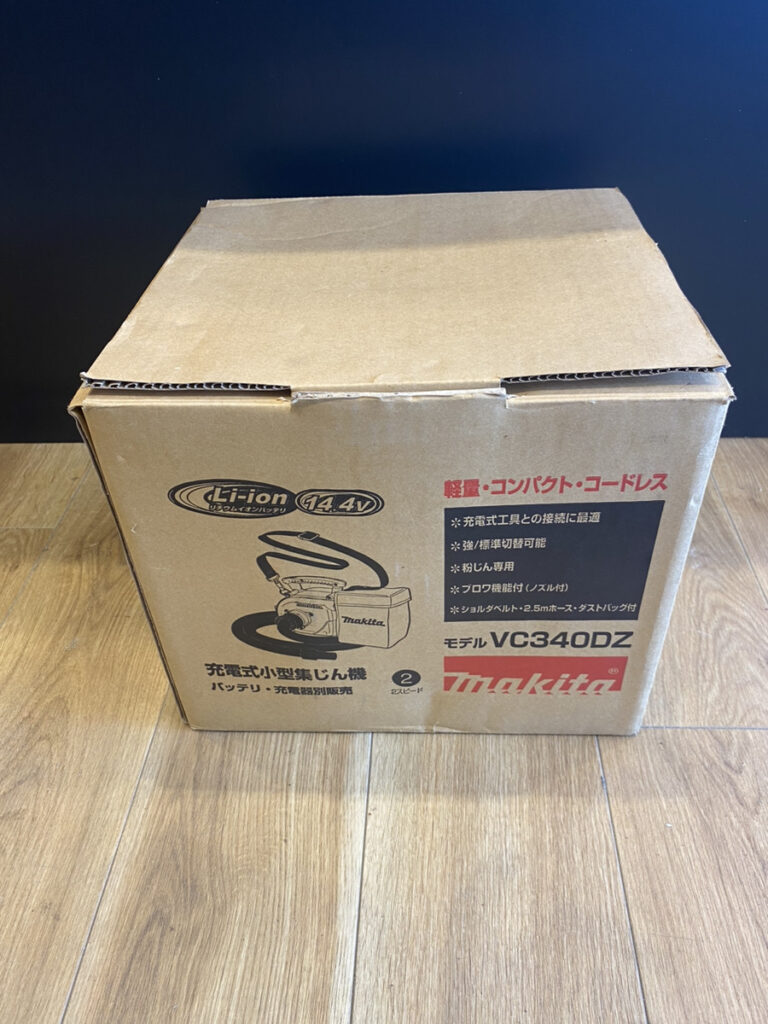 Li-ion
リチウムイオンバッテリ
14.4V
makita
充電式小型集じん機
バッテリ・充電器別販売
2
2スピード
軽量・コンパクト・コードレス
＊充電式工具との接続に最適
＊強/標準切替可能
＊粉じん専用
＊ブロワ機能付(ノズル付)
＊ショルダベルト・2.5mホース・ダストバッグ付
モデル VC340DZ
makita®